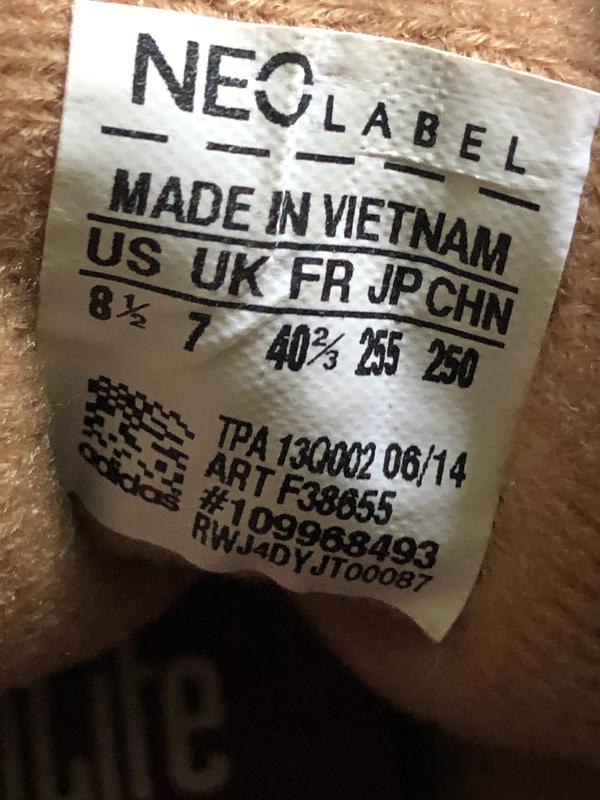 NEO LABEL
MADE IN VIETNAM
US UK FR JP CHN
8½ 7 40⅔ 255 250
TPA 13Q002 06/14
ART F38655
#109968493
RWJ4DYJT00087
adidas